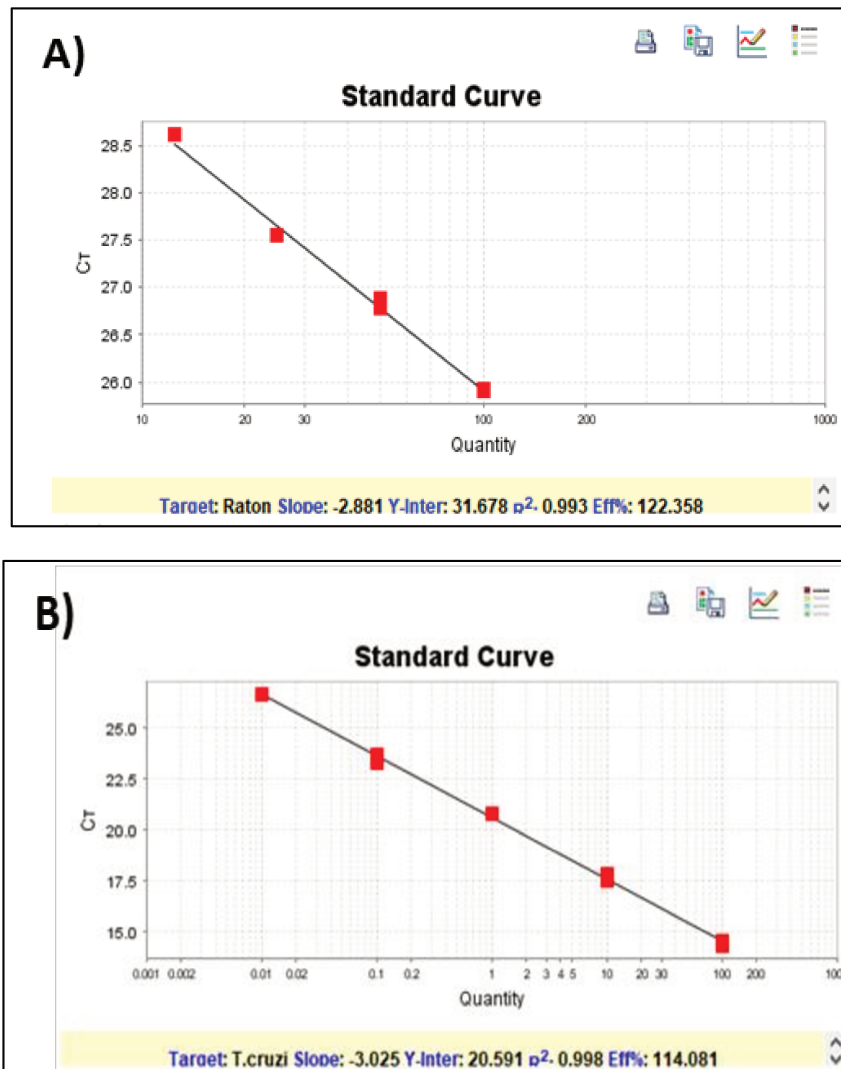 A)
Standard Curve
28.5
28.0
27.5
27.0
26.5
26.0
CT
10 20 30 100 200 1000
Quantity
Target: Raton Slope: -2.881 Y-Inter: 31.678 R2: 0.993 Eff%: 122.358
B)
Standard Curve
25.0
22.5
20.0
17.5
15.0
CT
0.001 0.002 0.01 0.02 0.1 0.2 1 2 3 4 5 10 20 30 100 200 100
Quantity
Target: T.cruzi Slope: -3.025 Y-Inter: 20.591 R2: 0.998 Eff%: 114.081